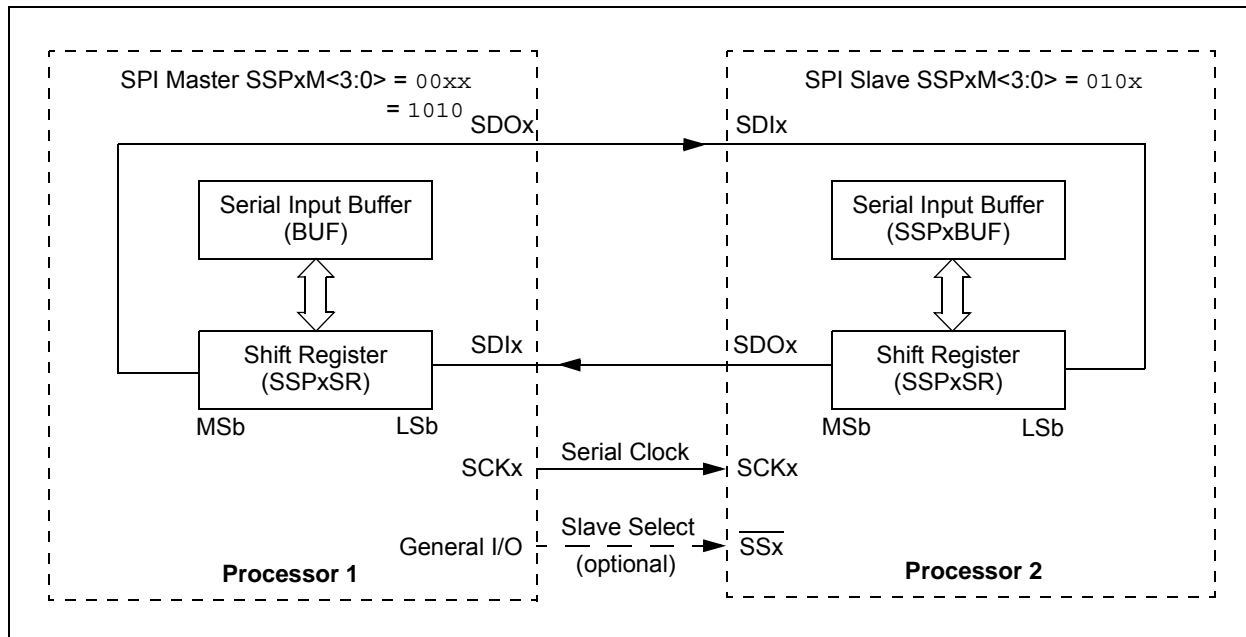 SPI Master SSPxM<3:0> = 00xx
= 1010
SDOx
Serial Input Buffer
(BUF)
Shift Register
(SSPxSR)
MSb
LSb
SDIx
SCKx
General I/O
Processor 1
Serial Clock
Slave Select
(optional)
SPI Slave SSPxM<3:0> = 010x
SDIx
Serial Input Buffer
(SSPxBUF)
SDOx
Shift Register
(SSPxSR)
MSb
LSb
SCKx
S̅S̅x̅
Processor 2